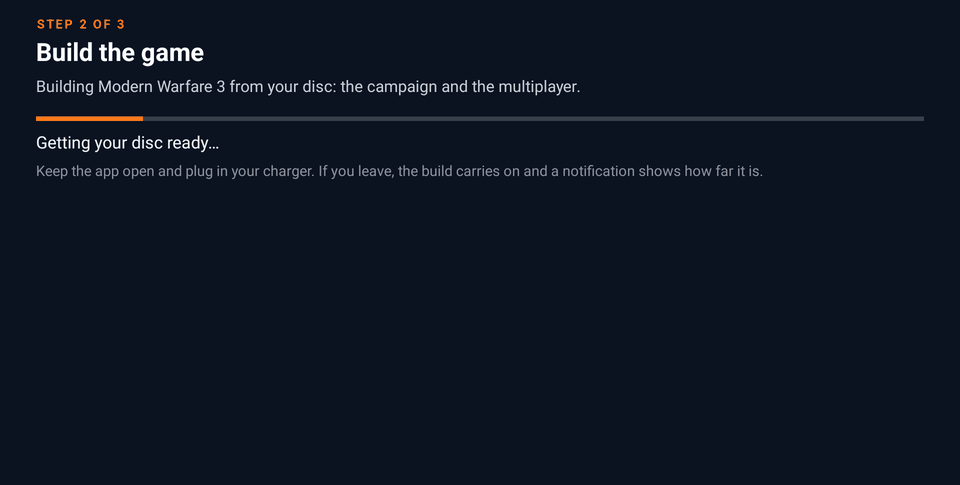 STEP 2 OF 3
Build the game
Building Modern Warfare 3 from your disc: the campaign and the multiplayer.
Getting your disc ready…
Keep the app open and plug in your charger. If you leave, the build carries on and a notification shows how far it is.